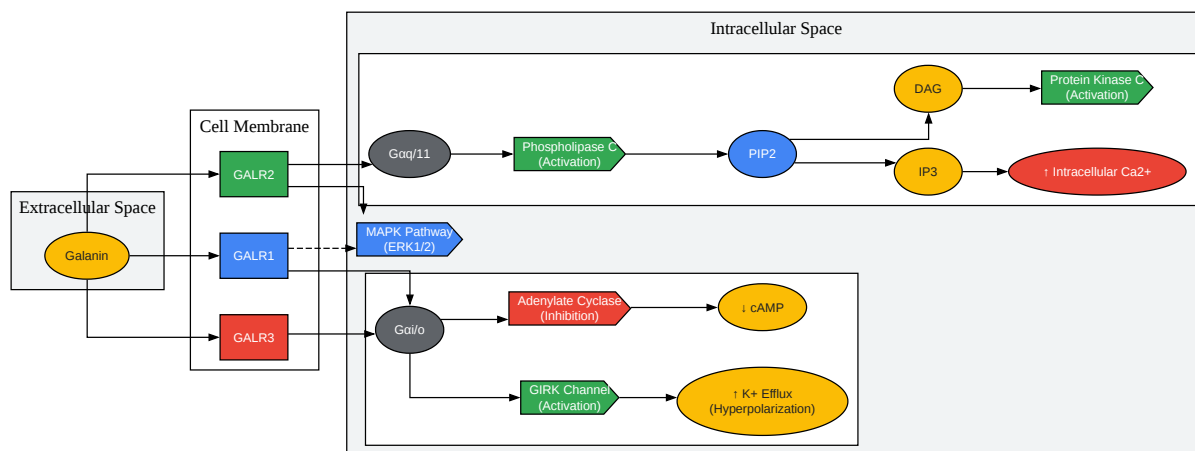 Intracellular Space
DAG
Protein Kinase C
(Activation)
Cell Membrane
GALR2
Gαq/11
Phospholipase C
(Activation)
PIP2
IP3
↑ Intracellular Ca2+
Extracellular Space
Galanin
GALR1
MAPK Pathway
(ERK1/2)
GALR3
Gαi/o
Adenylate Cyclase
(Inhibition)
↓ cAMP
GIRK Channel
(Activation)
↑ K+ Efflux
(Hyperpolarization)